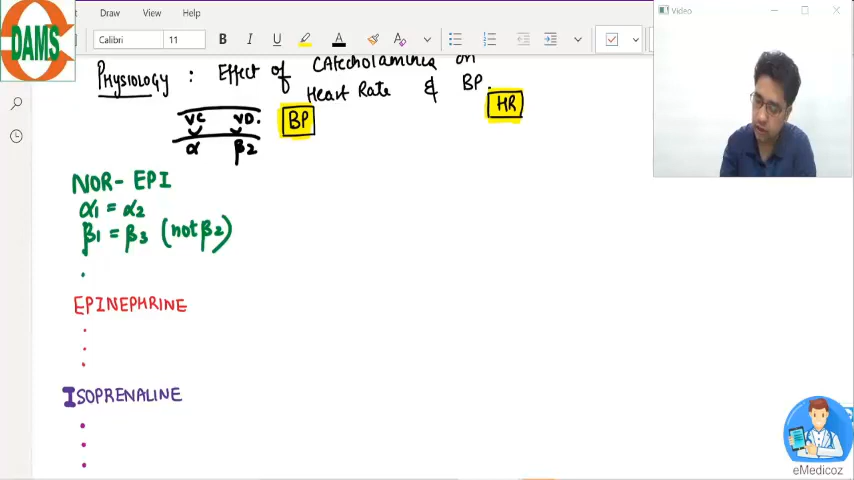 DAMS
Draw View Help
Calibri 11 B I U A
PHYSIOLOGY : Effect of CAtecholamines on
Heart Rate & BP.
HR
VC VD.
BP
α β2
NOR- EPI
α1 = α2
β1 = β3 (not β2)
EPINEPHRINE
ISOPRENALINE
Video
eMedicoz